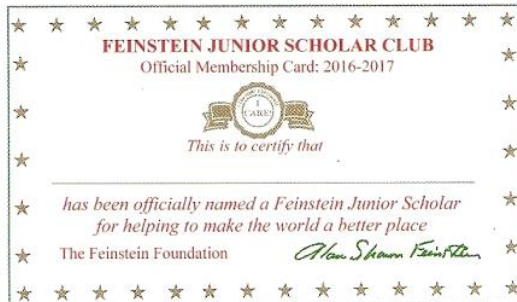 FEINSTEIN JUNIOR SCHOLAR CLUB
Official Membership Card: 2016-2017
I
CARE!
This is to certify that
has been officially named a Feinstein Junior Scholar
for helping to make the world a better place
The Feinstein Foundation
Alan Shawn Feinstein